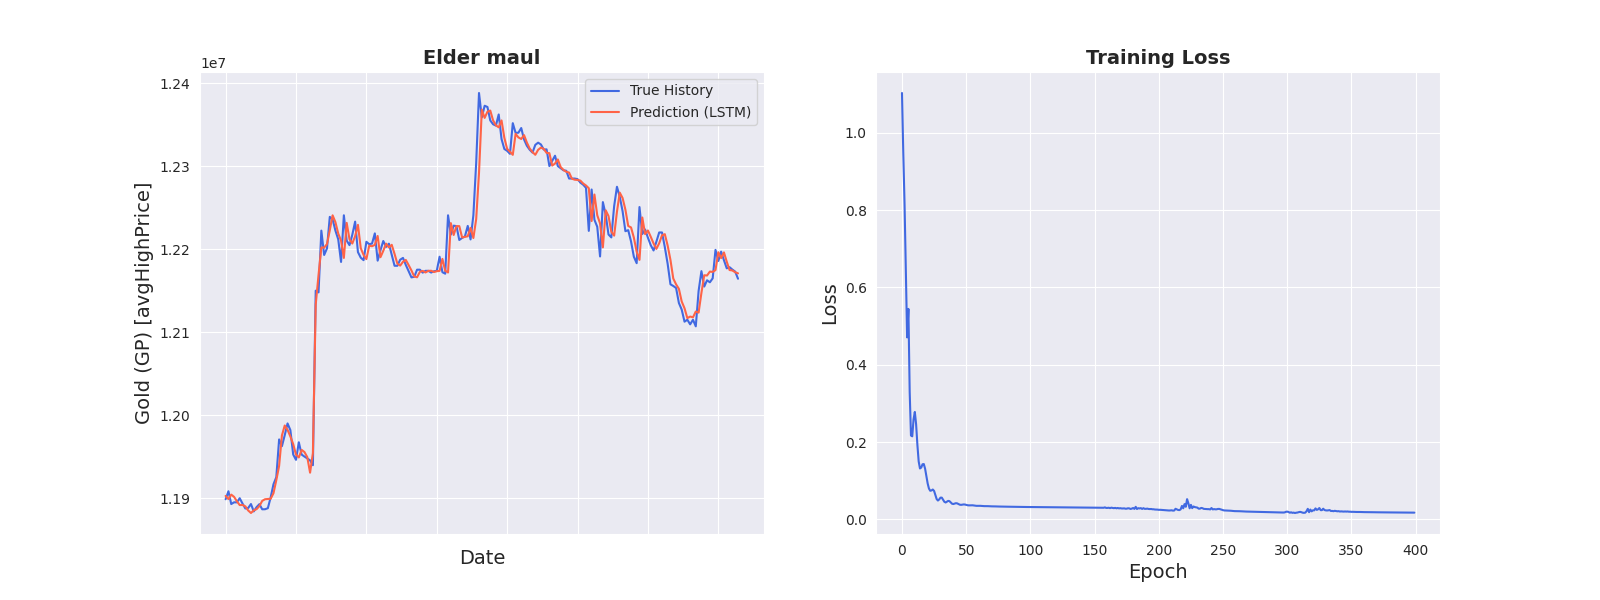 Elder maul
1e7
1.24
1.23
1.22
1.21
1.20
1.19
Gold (GP) [avgHighPrice]
Date
True History
Prediction (LSTM)
Training Loss
1.0
0.8
0.6
0.4
0.2
0.0
Loss
0 50 100 150 200 250 300 350 400
Epoch